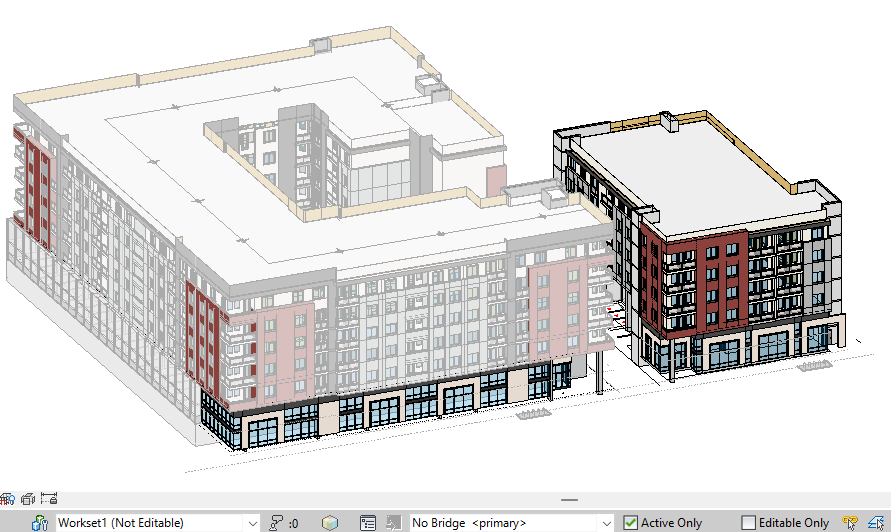 Workset1 (Not Editable)
:0
No Bridge <primary>
Active Only
Editable Only